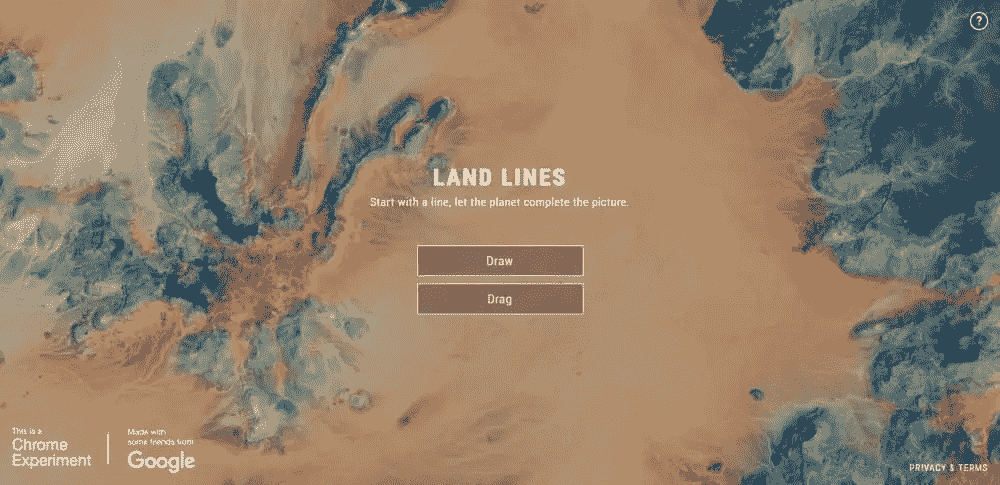 ?
LAND LINES
Start with a line, let the planet complete the picture.
Draw
Drag
This is a
Chrome
Experiment
Made with
some friends from
Google
PRIVACY & TERMS